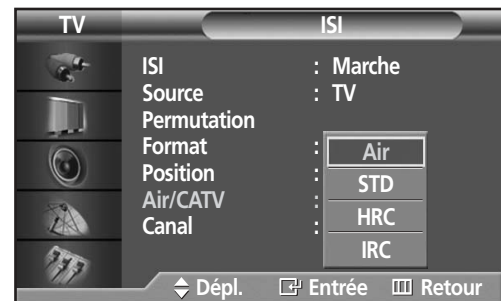 TV ISI
ISI : Marche
Source : TV
Permutation
Format :
Position :
Air/CATV :
Canal :
Air
STD
HRC
IRC
Dépl. Entrée Retour